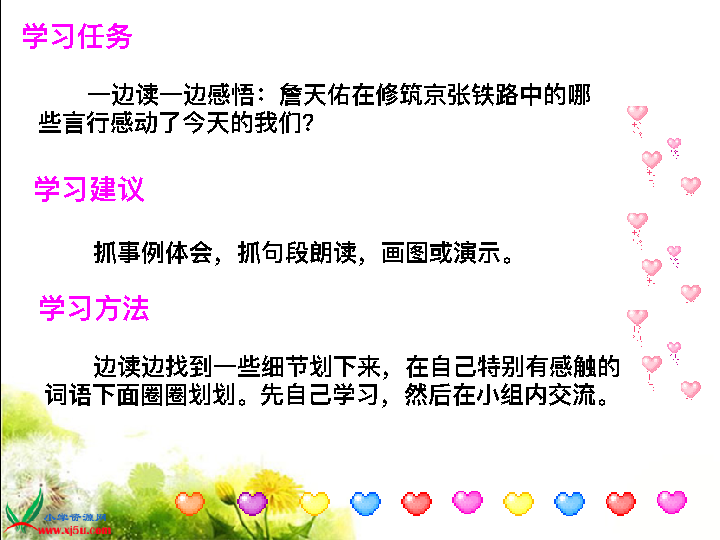 学习任务
一边读一边感悟：詹天佑在修筑京张铁路中的哪
些言行感动了今天的我们？
学习建议
抓事例体会，抓句段朗读，画图或演示。
学习方法
边读边找到一些细节划下来，在自己特别有感触的
词语下面圈圈划划。先自己学习，然后在小组内交流。
小学资源网
www.xj5u.com